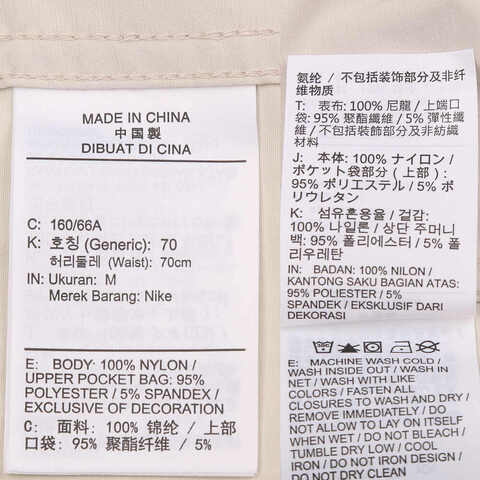 MADE IN CHINA
中国製
DIBUAT DI CINA
C: 160/66A
K: 호칭 (Generic): 70
허리둘레 (Waist): 70cm
IN: Ukuran: M
Merek Barang: Nike
E: BODY: 100% NYLON /
UPPER POCKET BAG: 95%
POLYESTER / 5% SPANDEX /
EXCLUSIVE OF DECORATION
C: 面料: 100% 锦纶 / 上部
口袋: 95% 聚酯纤维 / 5%
氨纶 / 不包括装饰部分及非纤
维物质
T: 表布: 100% 尼龍 / 上端口
袋: 95% 聚酯纖維 / 5% 彈性纖
維 / 不包括裝飾部分及非紡織
材料
J: 本体: 100% ナイロン /
ポケット袋部分 ( 上部 ) :
95% ポリエステル / 5% ポ
リウレタン
K: 섬유혼용율 / 겉감:
100% 나일론 / 상단 주머니
백: 95% 폴리에스터 / 5% 폴
리우레탄
IN: BADAN: 100% NILON /
KANTONG SAKU BAGIAN ATAS:
95% POLIESTER / 5%
SPANDEK / EKSKLUSIF DARI
DEKORASI
E: MACHINE WASH COLD /
WASH INSIDE OUT / WASH IN
NET / WASH WITH LIKE
COLORS / FASTEN ALL
CLOSURES TO WASH AND DRY /
REMOVE IMMEDIATELY / DO
NOT ALLOW TO LAY ON ITSELF
WHEN WET / DO NOT BLEACH /
TUMBLE DRY LOW / COOL
IRON / DO NOT IRON DESIGN /
DO NOT DRY CLEAN